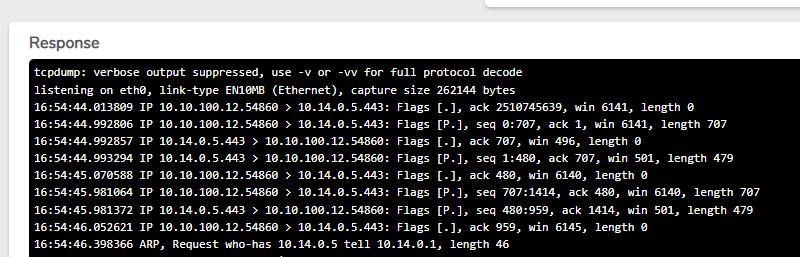 Response
tcpdump: verbose output suppressed, use -v or -vv for full protocol decode
listening on eth0, link-type EN10MB (Ethernet), capture size 262144 bytes
16:54:44.013809 IP 10.10.100.12.54860 > 10.14.0.5.443: Flags [.], ack 2510745639, win 6141, length 0
16:54:44.992806 IP 10.10.100.12.54860 > 10.14.0.5.443: Flags [P.], seq 0:707, ack 1, win 6141, length 707
16:54:44.992857 IP 10.14.0.5.443 > 10.10.100.12.54860: Flags [.], ack 707, win 496, length 0
16:54:44.993294 IP 10.14.0.5.443 > 10.10.100.12.54860: Flags [P.], seq 1:480, ack 707, win 501, length 479
16:54:45.070588 IP 10.10.100.12.54860 > 10.14.0.5.443: Flags [.], ack 480, win 6140, length 0
16:54:45.981064 IP 10.10.100.12.54860 > 10.14.0.5.443: Flags [P.], seq 707:1414, ack 480, win 6140, length 707
16:54:45.981372 IP 10.14.0.5.443 > 10.10.100.12.54860: Flags [P.], seq 480:959, ack 1414, win 501, length 479
16:54:46.052621 IP 10.10.100.12.54860 > 10.14.0.5.443: Flags [.], ack 959, win 6145, length 0
16:54:46.398366 ARP, Request who-has 10.14.0.5 tell 10.14.0.1, length 46